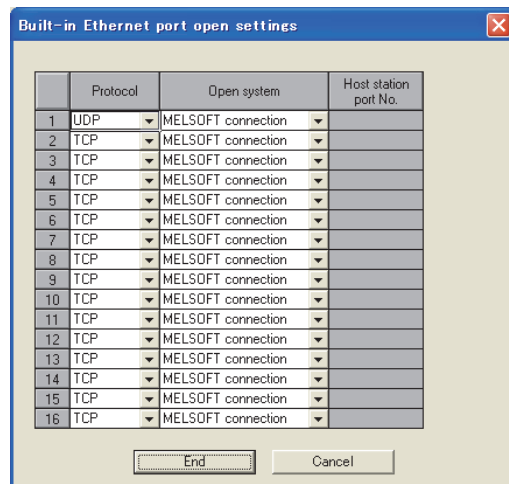 Built-in Ethernet port open settings
Protocol Open system Host station port No.
1 UDP MELSOFT connection
2 TCP MELSOFT connection
3 TCP MELSOFT connection
4 TCP MELSOFT connection
5 TCP MELSOFT connection
6 TCP MELSOFT connection
7 TCP MELSOFT connection
8 TCP MELSOFT connection
9 TCP MELSOFT connection
10 TCP MELSOFT connection
11 TCP MELSOFT connection
12 TCP MELSOFT connection
13 TCP MELSOFT connection
14 TCP MELSOFT connection
15 TCP MELSOFT connection
16 TCP MELSOFT connection
End Cancel